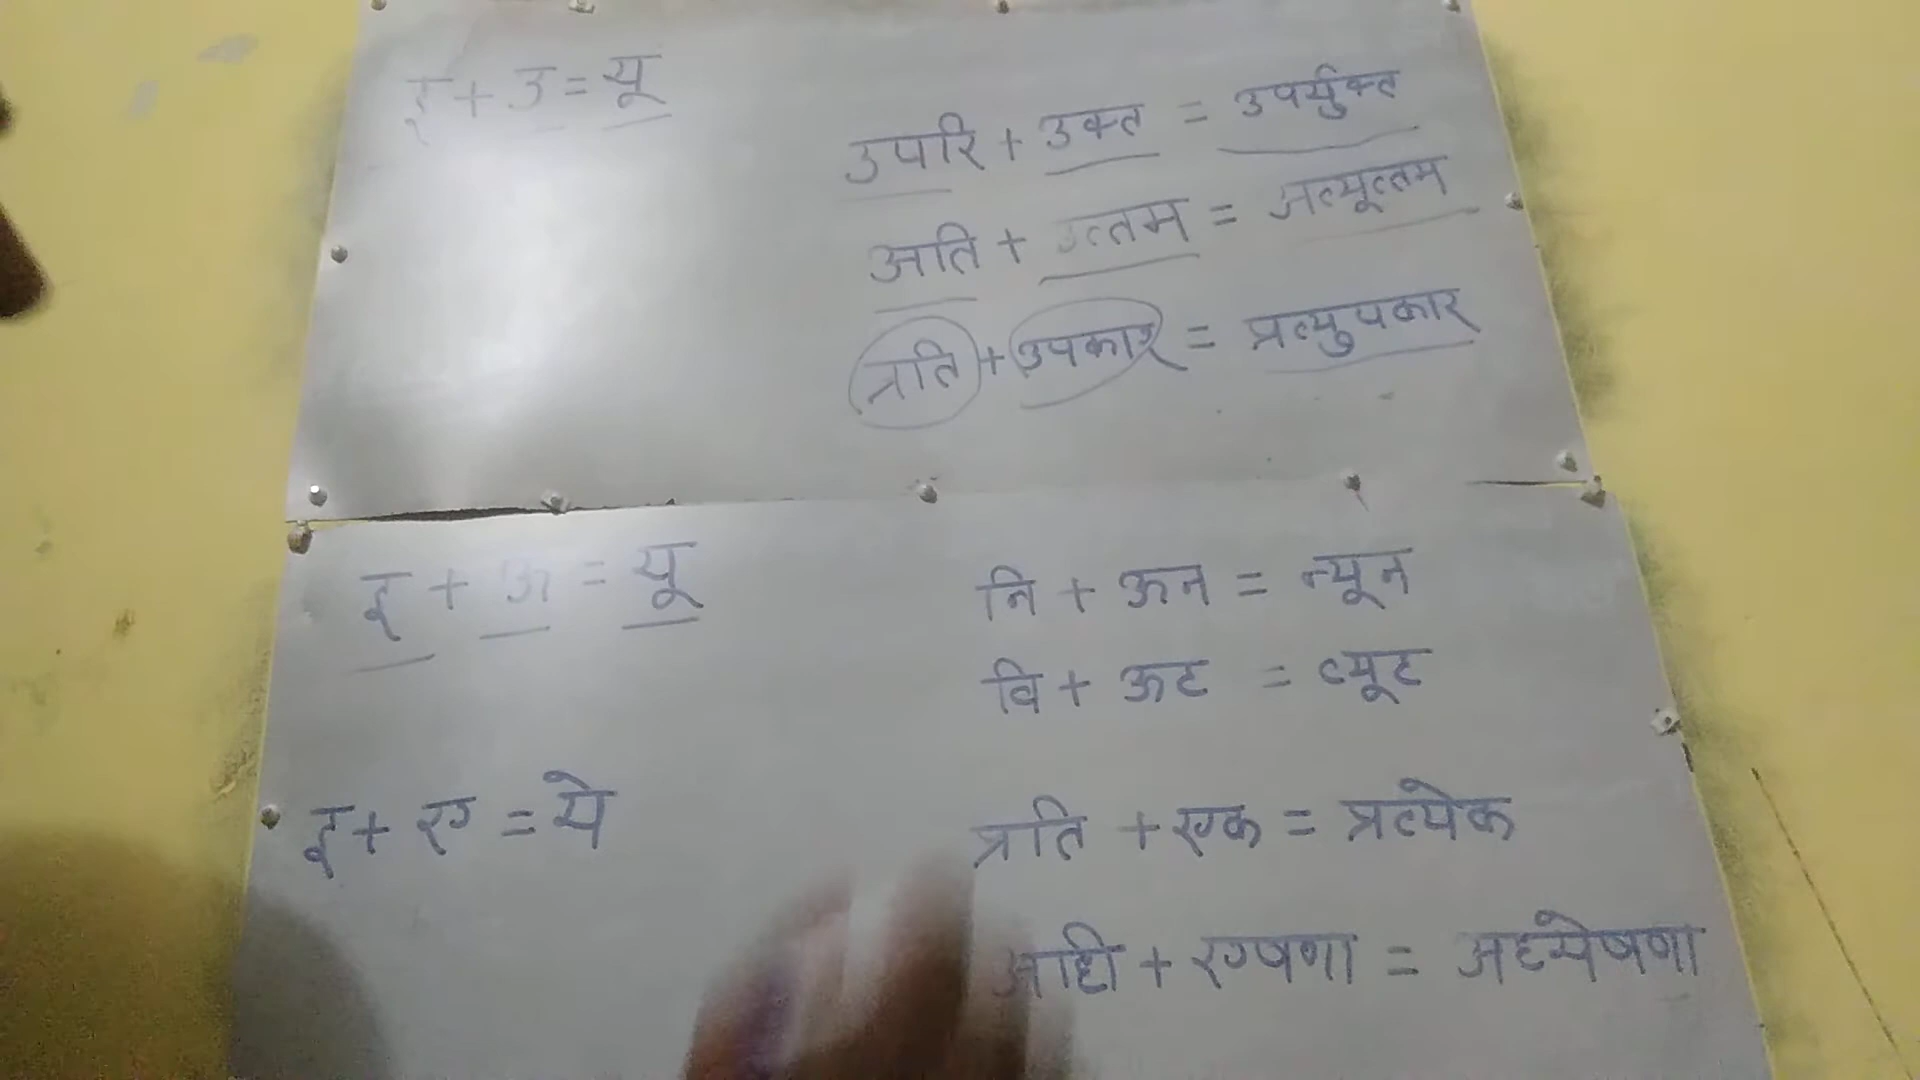 इ + उ = यू
उपरि + उक्त = उपर्युक्त
अति + उत्तम = अत्यूत्तम
प्रति + उपकार = प्रत्युपकार
इ + ऊ = यू
नि + ऊन = न्यून
वि + ऊट = व्यूट
इ + ए = ये
प्रति + एक = प्रत्येक
अधि + एषणा = अध्येषणा